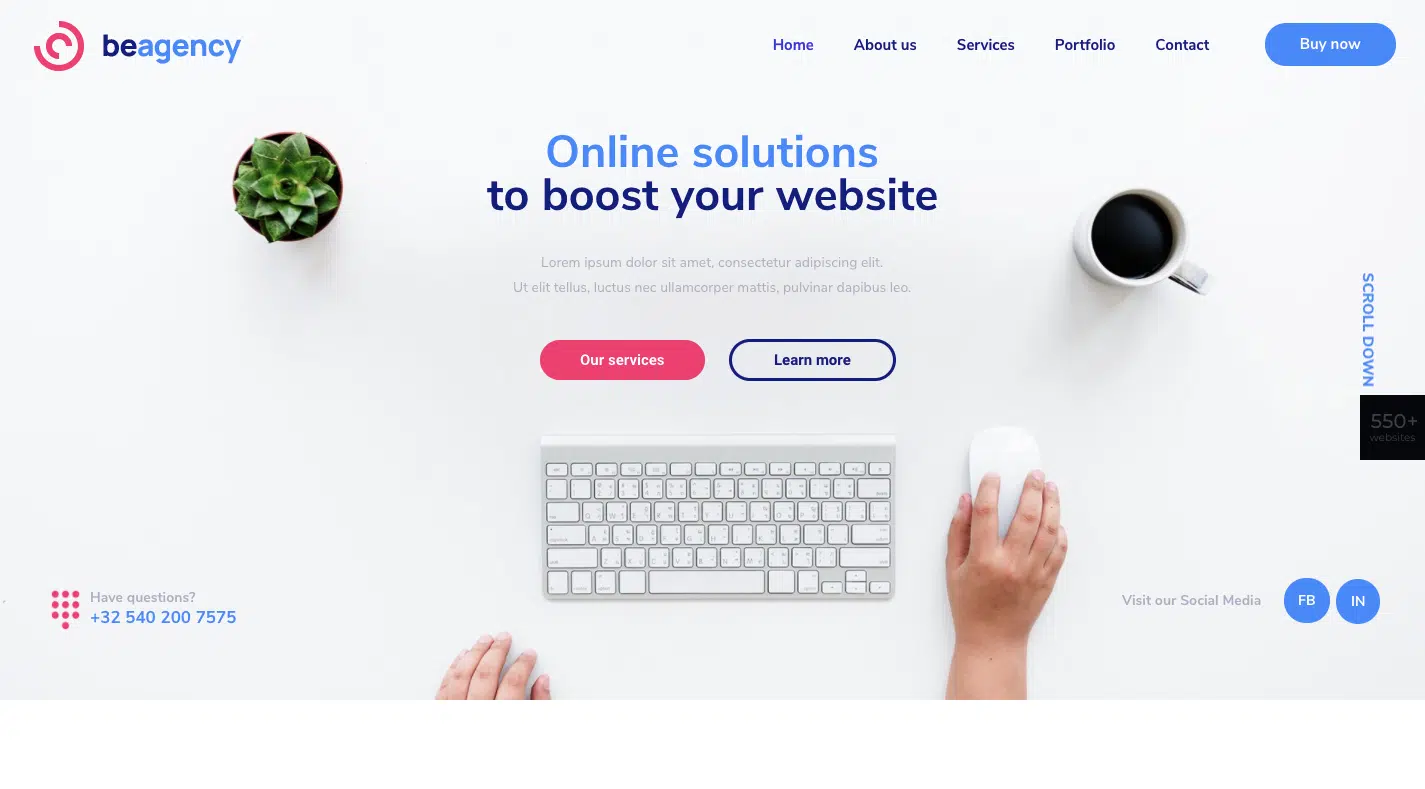 beagency
Home
About us
Services
Portfolio
Contact
Buy now
Online solutions
to boost your website
Lorem ipsum dolor sit amet, consectetur adipiscing elit.
Ut elit tellus, luctus nec ullamcorper mattis, pulvinar dapibus leo.
Our services
Learn more
SCROLL DOWN
550+
websites
Have questions?
+32 540 200 7575
Visit our Social Media
FB
IN